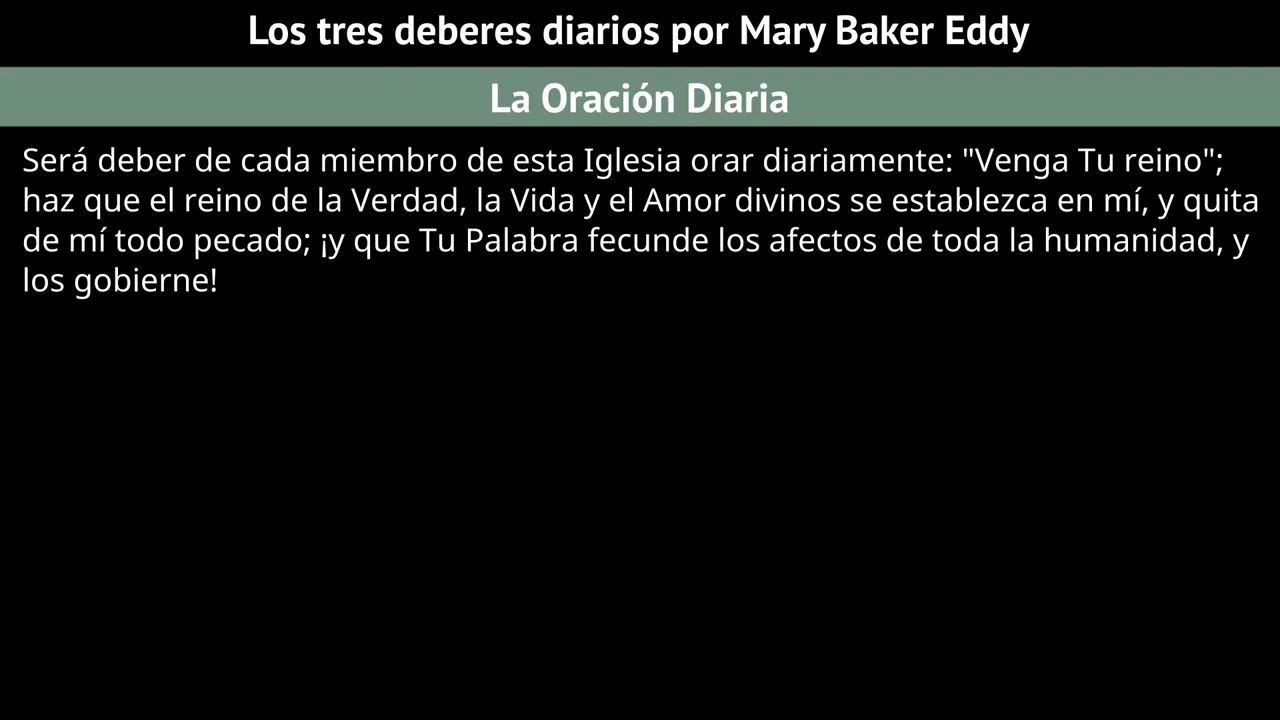 Los tres deberes diarios por Mary Baker Eddy
La Oración Diaria
Será deber de cada miembro de esta Iglesia orar diariamente: "Venga Tu reino";
haz que el reino de la Verdad, la Vida y el Amor divinos se establezca en mí, y quita
de mí todo pecado; ¡y que Tu Palabra fecunde los afectos de toda la humanidad, y
los gobierne!